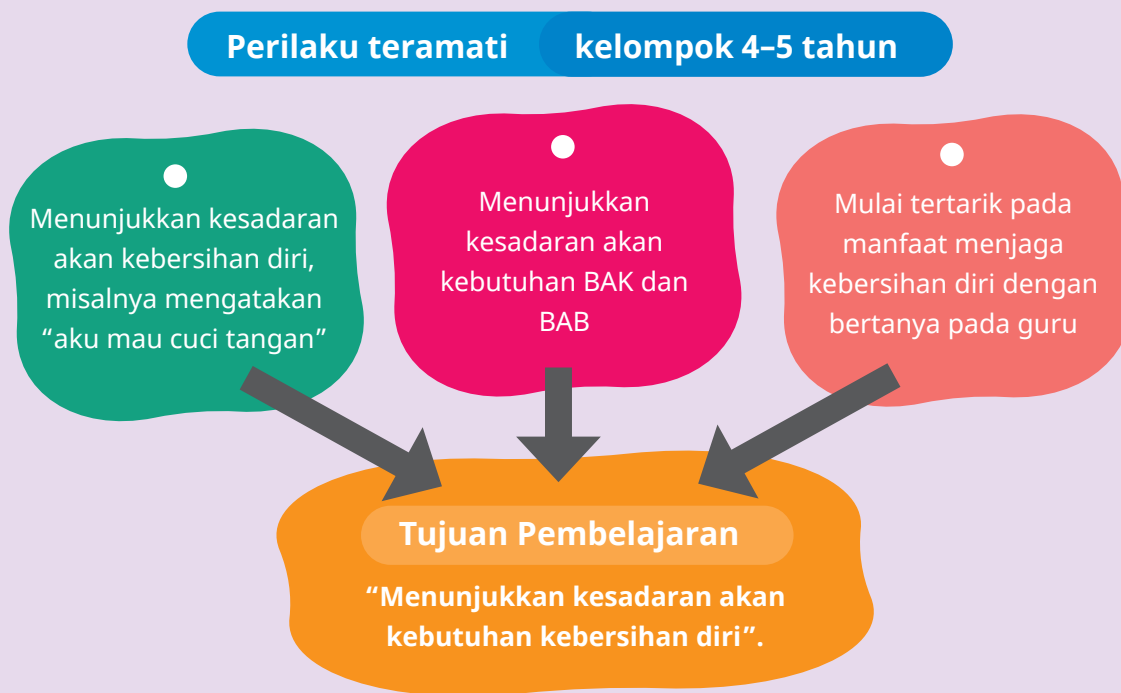 Perilaku teramati kelompok 4–5 tahun
Menunjukkan kesadaran
akan kebersihan diri,
misalnya mengatakan
“aku mau cuci tangan”
Menunjukkan
kesadaran akan
kebutuhan BAK dan
BAB
Mulai tertarik pada
manfaat menjaga
kebersihan diri dengan
bertanya pada guru
Tujuan Pembelajaran
“Menunjukkan kesadaran akan
kebutuhan kebersihan diri”.